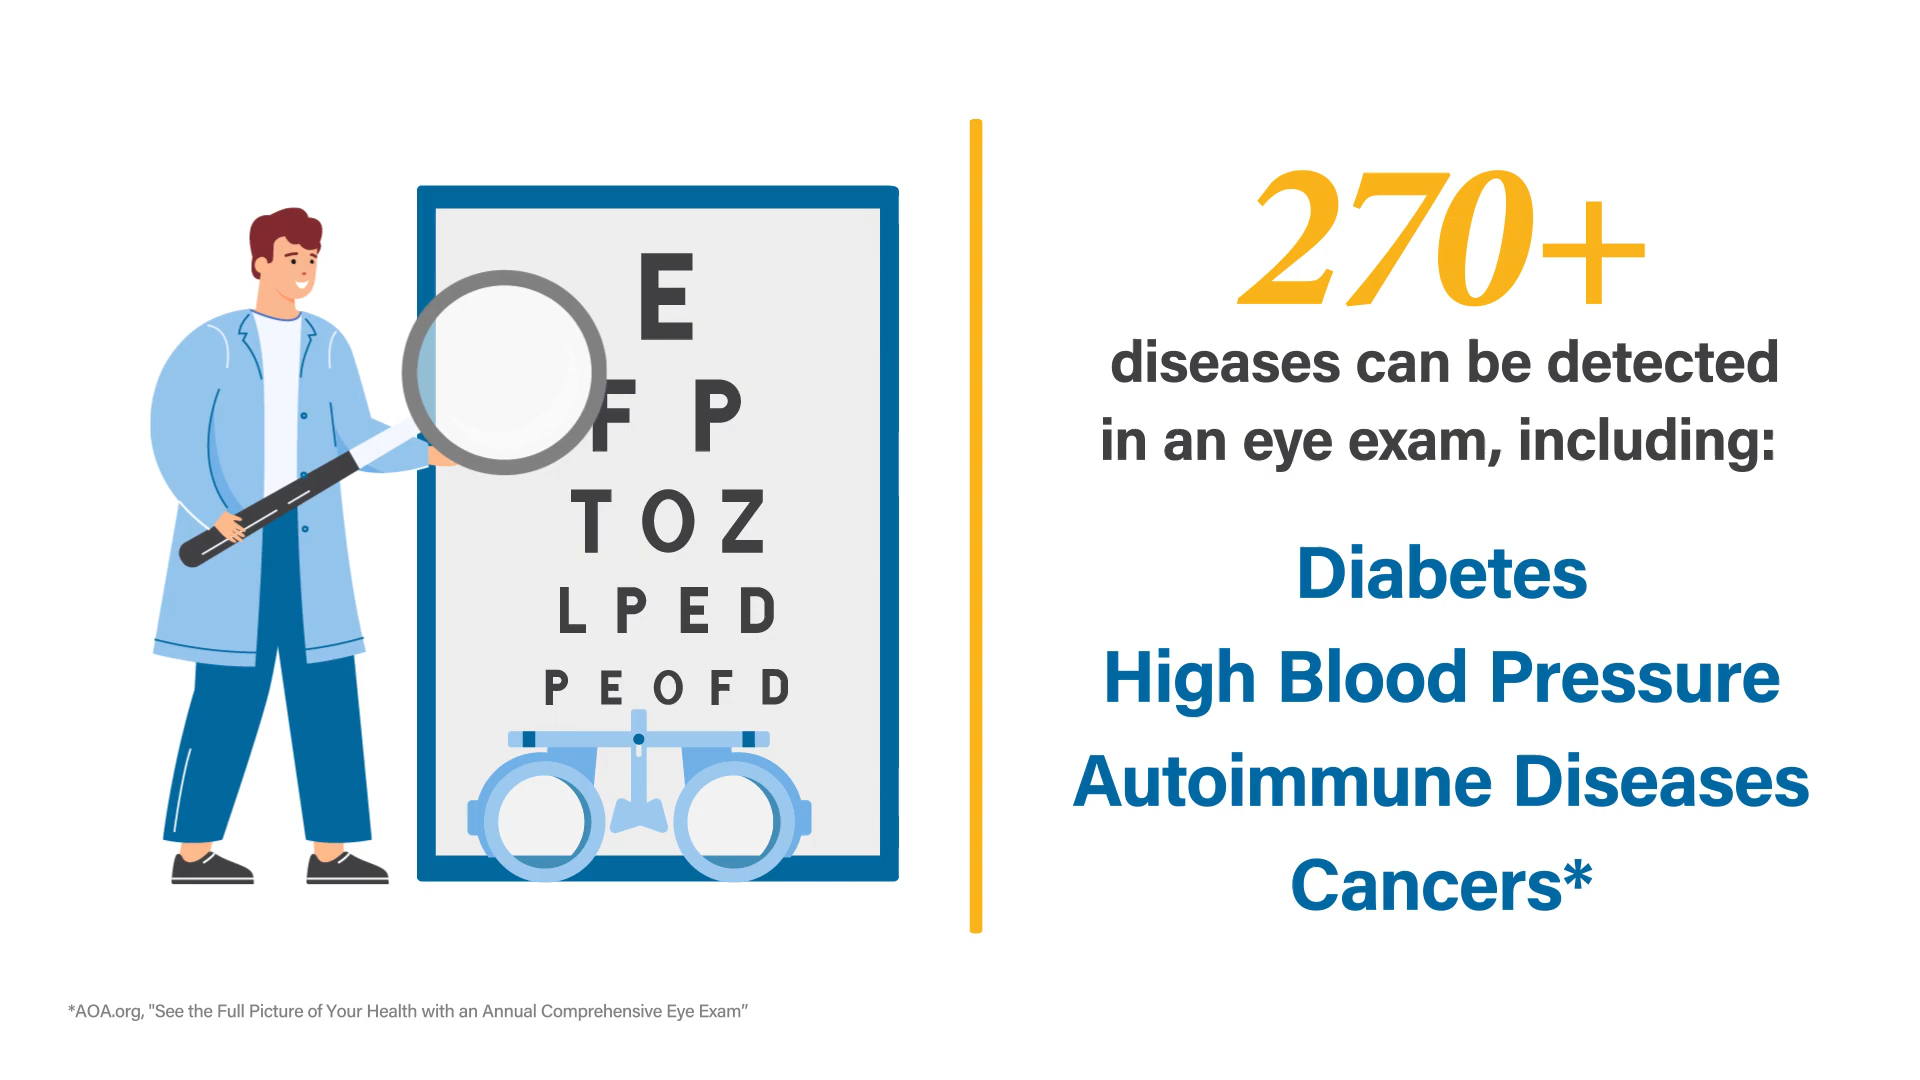 E
F P
T O Z
L P E D
P E O F D
270+
diseases can be detected
in an eye exam, including:
Diabetes
High Blood Pressure
Autoimmune Diseases
Cancers*
*AOA.org, "See the Full Picture of Your Health with an Annual Comprehensive Eye Exam”